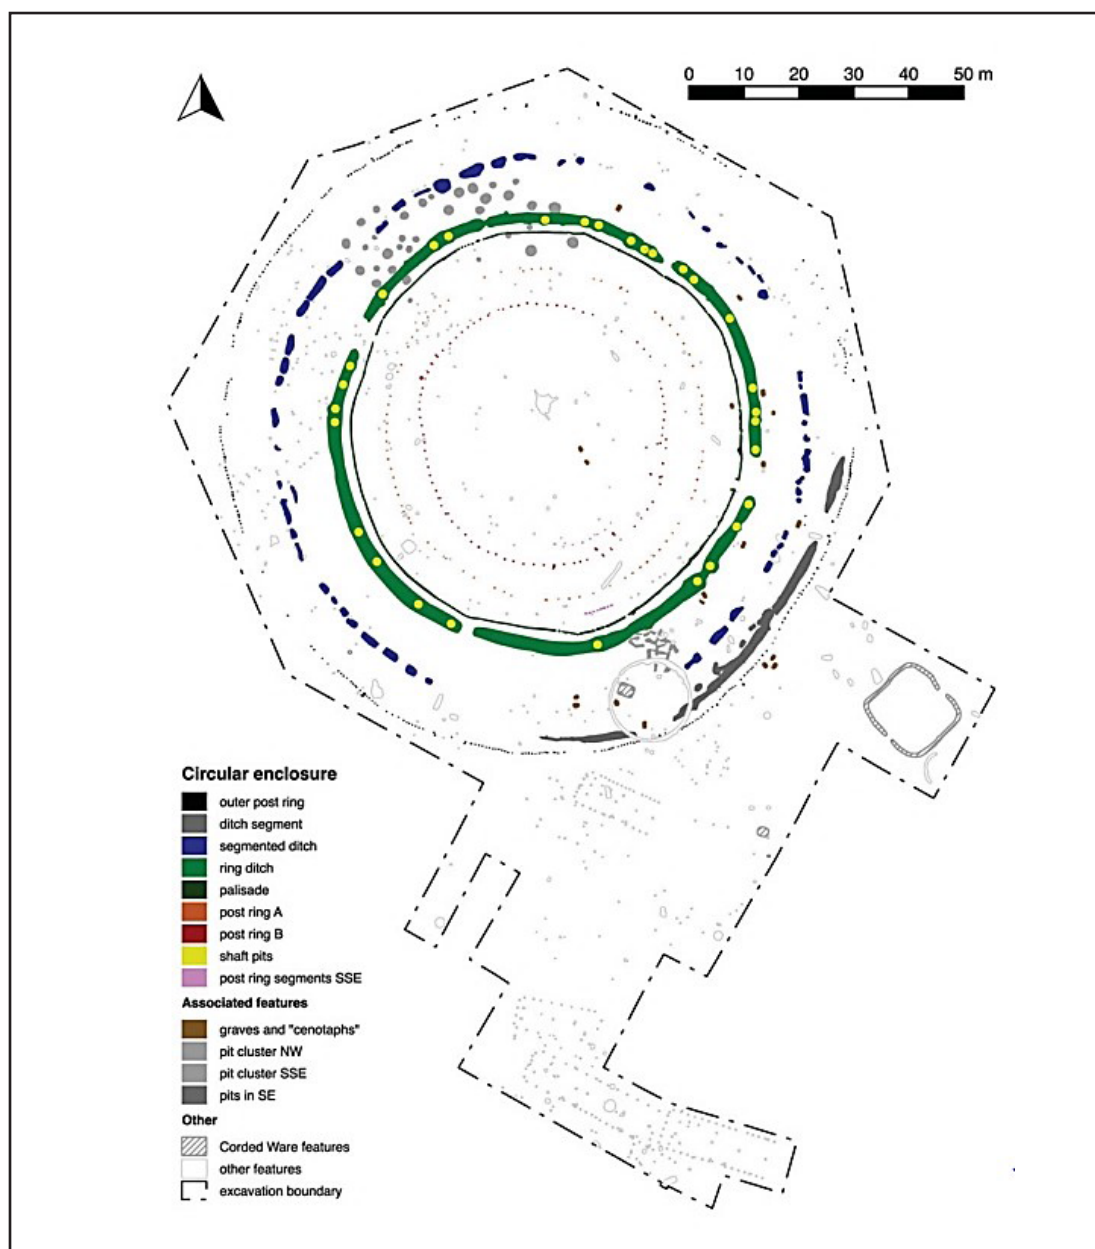 0 10 20 30 40 50 m
Circular enclosure
outer post ring
ditch segment
segmented ditch
ring ditch
palisade
post ring A
post ring B
shaft pits
post ring segments SSE
Associated features
graves and "cenotaphs"
pit cluster NW
pit cluster SSE
pits in SE
Other
Corded Ware features
other features
excavation boundary